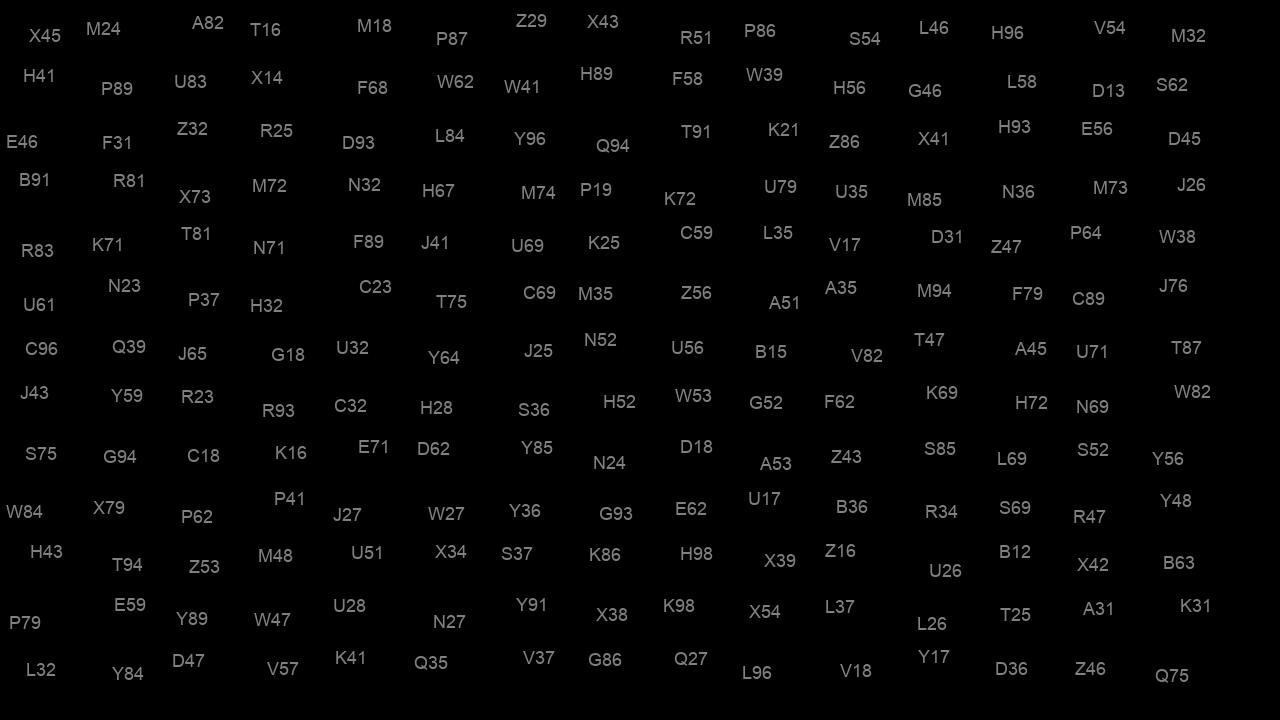 X45 M24 A82 T16 M18 P87 Z29 X43 R51 P86 S54 L46 H96 V54 M32
H41 P89 U83 X14 F68 W62 W41 H89 F58 W39 H56 G46 L58 D13 S62
E46 F31 Z32 R25 D93 L84 Y96 Q94 T91 K21 Z86 X41 H93 E56 D45
B91 R81 X73 M72 N32 H67 M74 P19 K72 U79 U35 M85 N36 M73 J26
R83 K71 T81 N71 F89 J41 U69 K25 C59 L35 V17 D31 Z47 P64 W38
U61 N23 P37 H32 C23 T75 C69 M35 Z56 A51 A35 M94 F79 C89 J76
C96 Q39 J65 G18 U32 Y64 J25 N52 U56 B15 V82 T47 A45 U71 T87
J43 Y59 R23 R93 C32 H28 S36 H52 W53 G52 F62 K69 H72 N69 W82
S75 G94 C18 K16 E71 D62 Y85 N24 D18 A53 Z43 S85 L69 S52 Y56
W84 X79 P62 P41 J27 W27 Y36 G93 E62 U17 B36 R34 S69 R47 Y48
H43 T94 Z53 M48 U51 X34 S37 K86 H98 X39 Z16 U26 B12 X42 B63
P79 E59 Y89 W47 U28 N27 Y91 X38 K98 X54 L37 L26 T25 A31 K31
L32 Y84 D47 V57 K41 Q35 V37 G86 Q27 L96 V18 Y17 D36 Z46 Q75